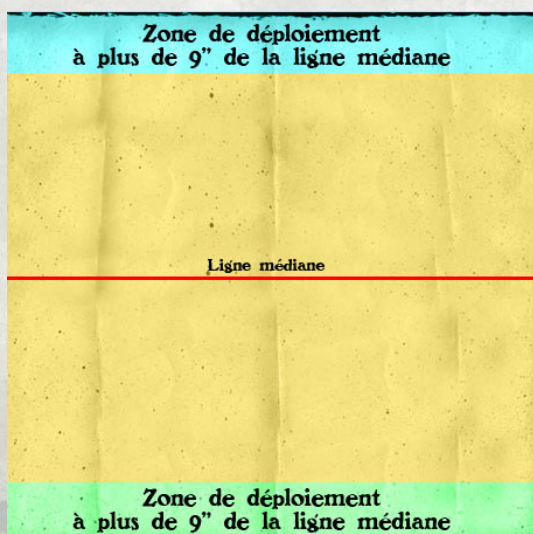 Zone de déploiement
à plus de 9” de la ligne médiane
Ligne médiane
Zone de déploiement
à plus de 9” de la ligne médiane